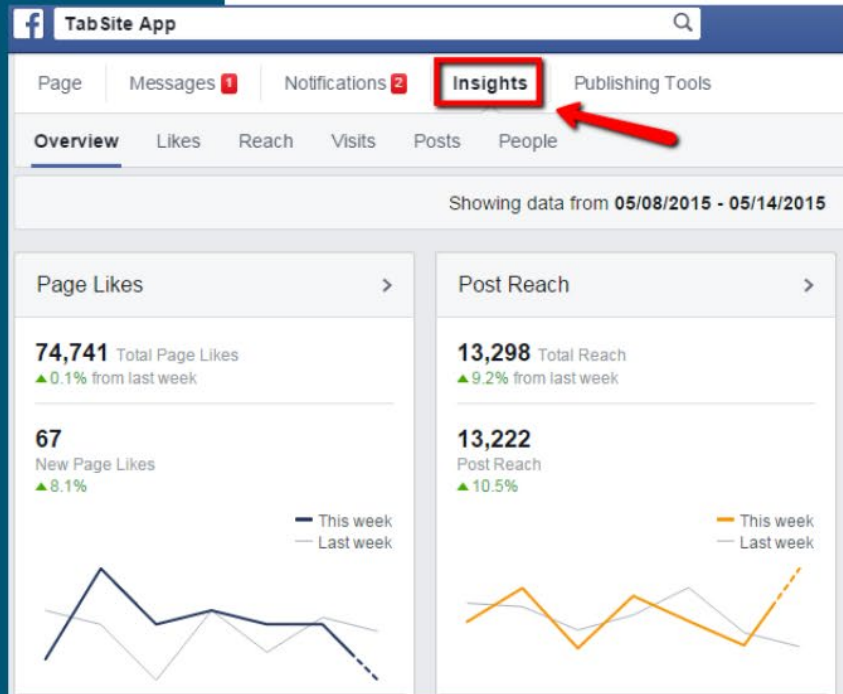 f TabSite App
Page Messages 1 Notifications 2 Insights Publishing Tools
Overview Likes Reach Visits Posts People
Showing data from 05/08/2015 - 05/14/2015
Page Likes >
74,741 Total Page Likes
▲0.1% from last week
67
New Page Likes
▲8.1%
This week
Last week
Post Reach >
13,298 Total Reach
▲9.2% from last week
13,222
Post Reach
▲10.5%
This week
Last week